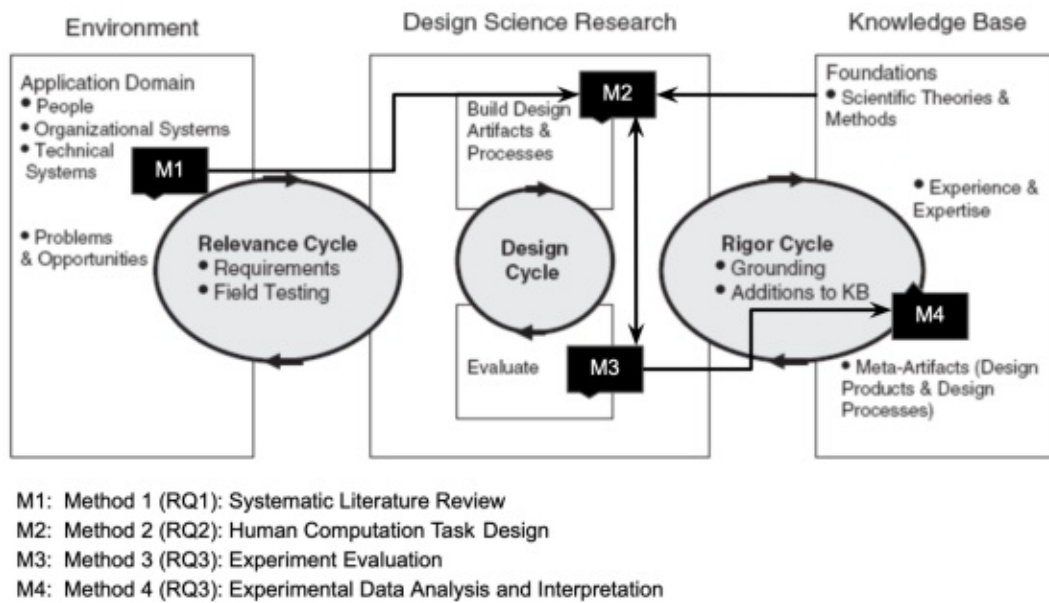 Environment
Design Science Research
Knowledge Base
Application Domain
• People
• Organizational Systems
• Technical
Systems
• Problems
& Opportunities
M1
Relevance Cycle
• Requirements
• Field Testing
M2
Build Design
Artifacts &
Processes
Design
Cycle
Evaluate
M3
Rigor Cycle
• Grounding
• Additions to KB
Foundations
• Scientific Theories &
Methods
• Experience &
Expertise
M4
• Meta-Artifacts (Design
Products & Design
Processes)
M1: Method 1 (RQ1): Systematic Literature Review
M2: Method 2 (RQ2): Human Computation Task Design
M3: Method 3 (RQ3): Experiment Evaluation
M4: Method 4 (RQ3): Experimental Data Analysis and Interpretation